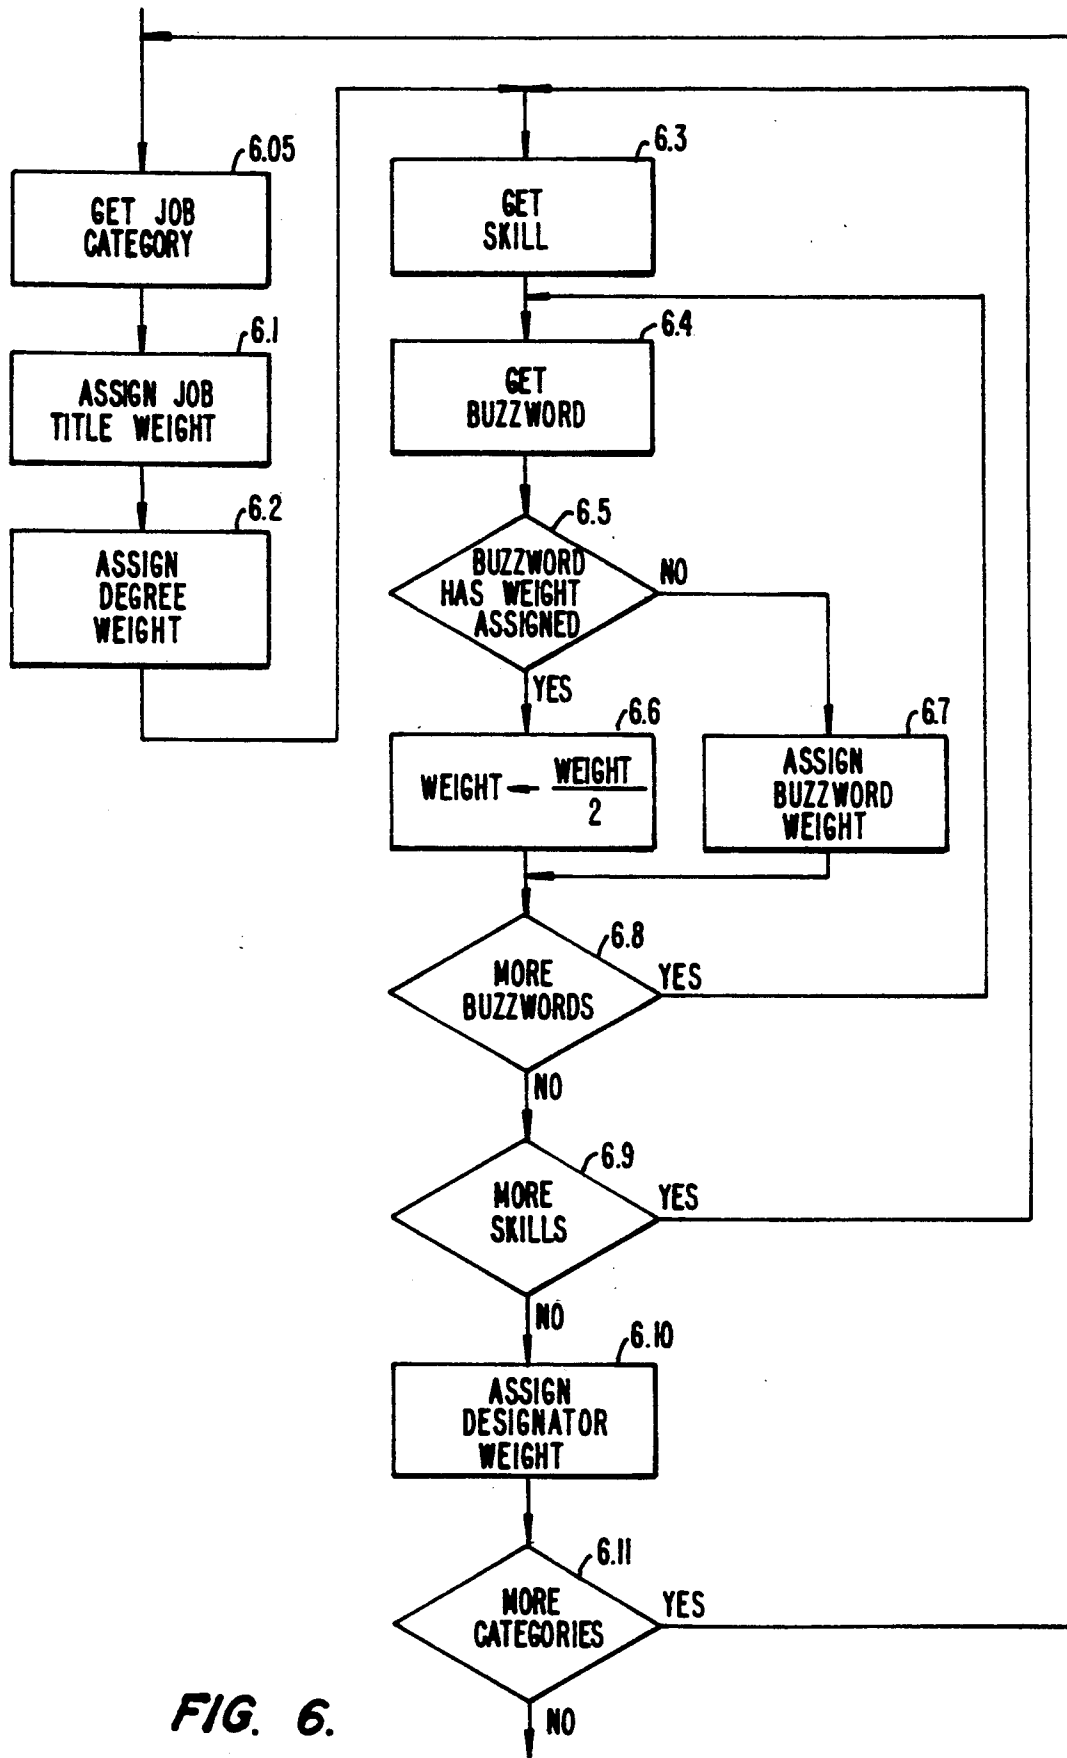 6.05
GET JOB
CATEGORY
6.1
ASSIGN JOB
TITLE WEIGHT
6.2
ASSIGN
DEGREE
WEIGHT
6.3
GET
SKILL
6.4
GET
BUZZWORD
6.5
BUZZWORD
HAS WEIGHT
ASSIGNED
NO
YES
6.6
WEIGHT ← WEIGHT
2
6.7
ASSIGN
BUZZWORD
WEIGHT
6.8
MORE
BUZZWORDS
YES
NO
6.9
MORE
SKILLS
YES
NO
6.10
ASSIGN
DESIGNATOR
WEIGHT
6.11
MORE
CATEGORIES
YES
NO
FIG. 6.